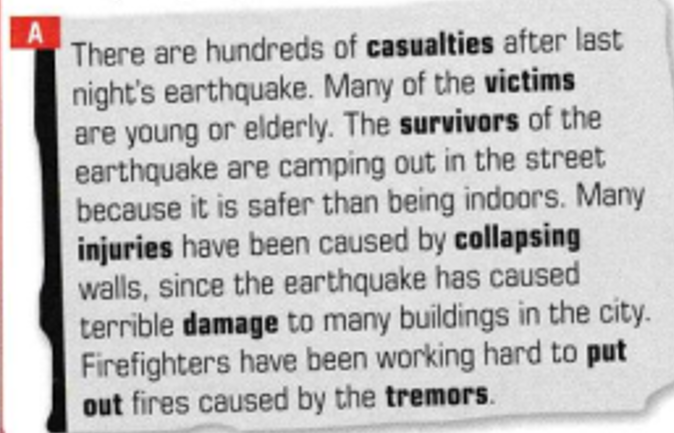 A
There are hundreds of casualties after last
night's earthquake. Many of the victims
are young or elderly. The survivors of the
earthquake are camping out in the street
because it is safer than being indoors. Many
injuries have been caused by collapsing
walls, since the earthquake has caused
terrible damage to many buildings in the city.
Firefighters have been working hard to put
out fires caused by the tremors.